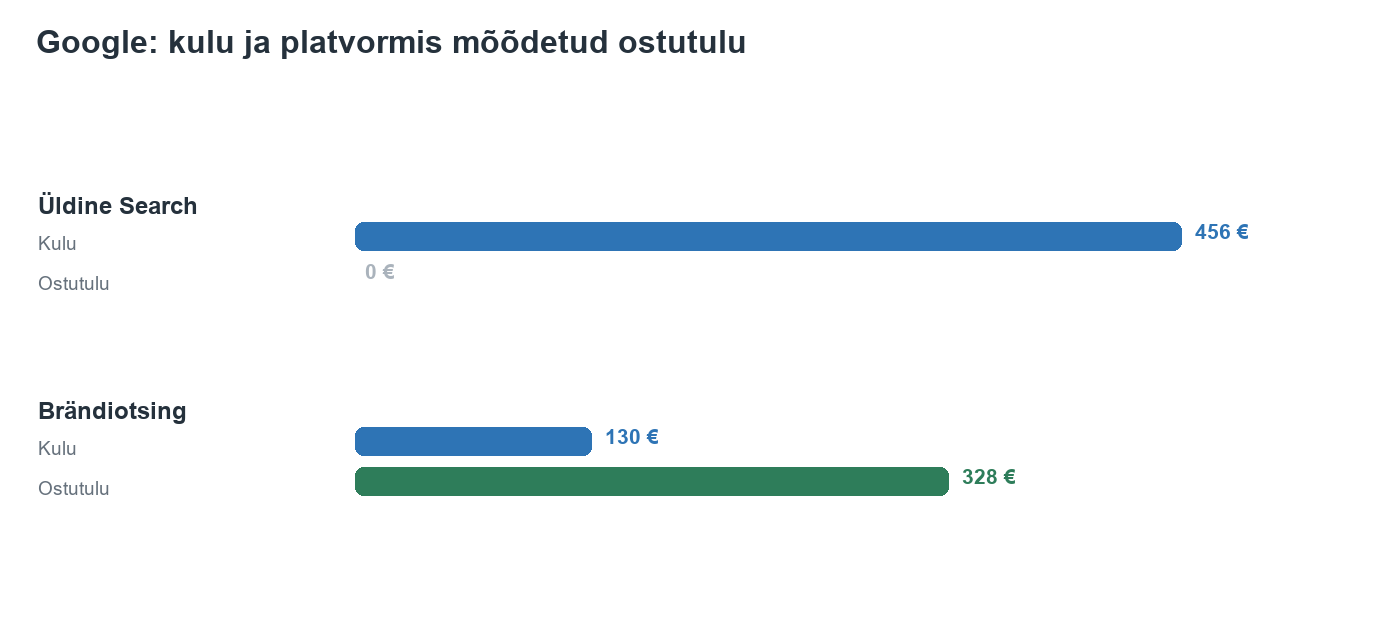 Google: kulu ja platvormis mõõdetud ostutulu
Üldine Search
Kulu
456 €
Ostutulu
0 €
Brändiotsing
Kulu
130 €
Ostutulu
328 €